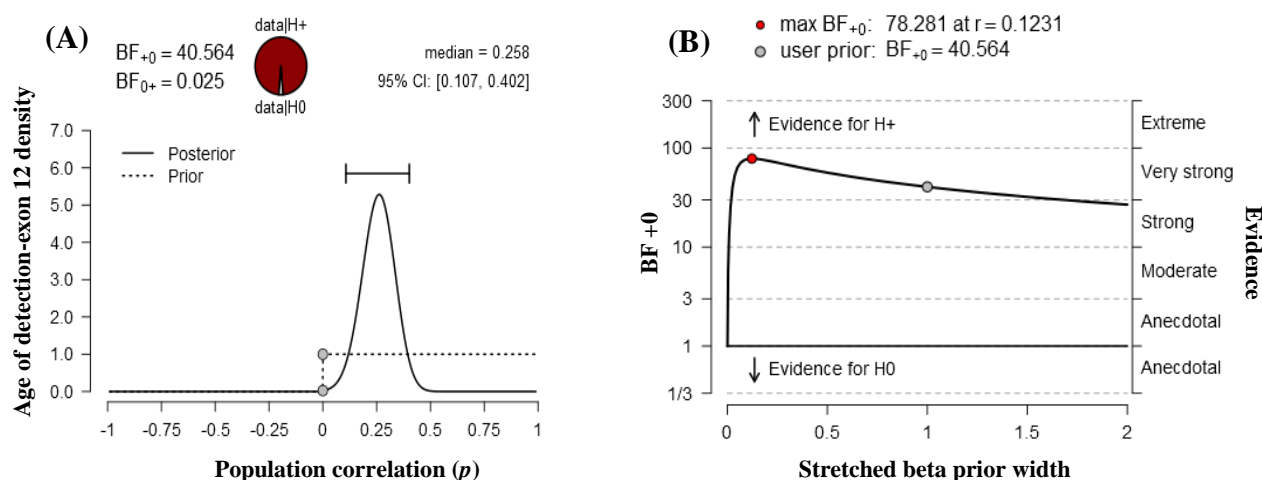 (A)
data|H+
BF+0 = 40.564
BF0+ = 0.025
data|H0
median = 0.258
95% CI: [0.107, 0.402]
Age of detection-exon 12 density
7.0
6.0
5.0
4.0
3.0
2.0
1.0
0.0
Posterior
Prior
-1
-0.75
-0.5
-0.25
0
0.25
0.5
0.75
1
Population correlation (p)
(B)
max BF+0: 78.281 at r = 0.1231
user prior: BF+0 = 40.564
BF +0
300
100
30
10
3
1
1/3
Evidence for H+
Evidence for H0
Extreme
Very strong
Strong
Moderate
Anecdotal
Anecdotal
Evidence
0
0.5
1
1.5
2
Stretched beta prior width